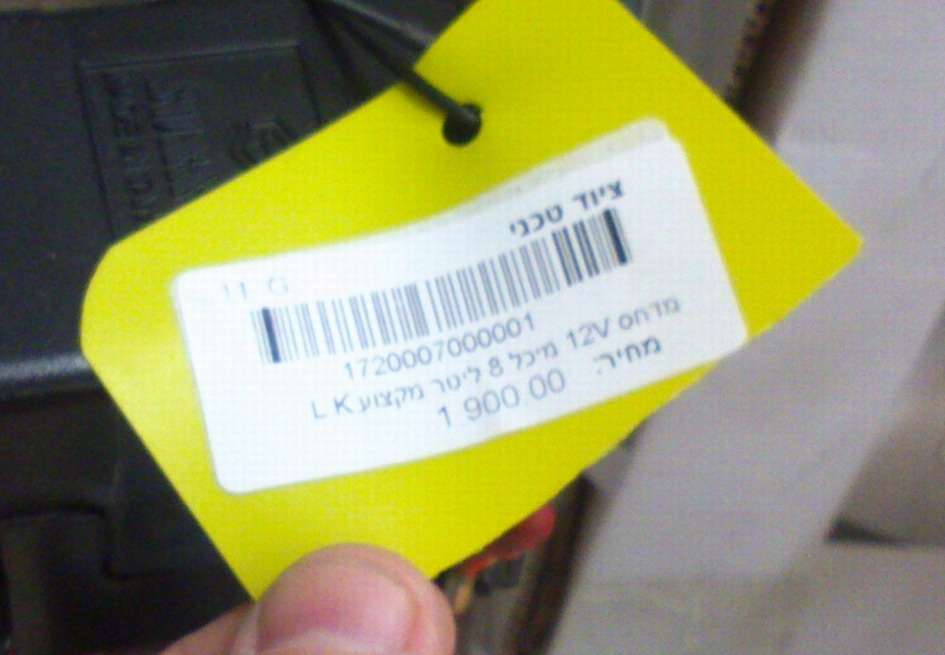 ציוד טכני
11 G
1720007000001
מדחס 12V מיכל 8 ליטר מקצוע L K
מחיר: 1 900.00